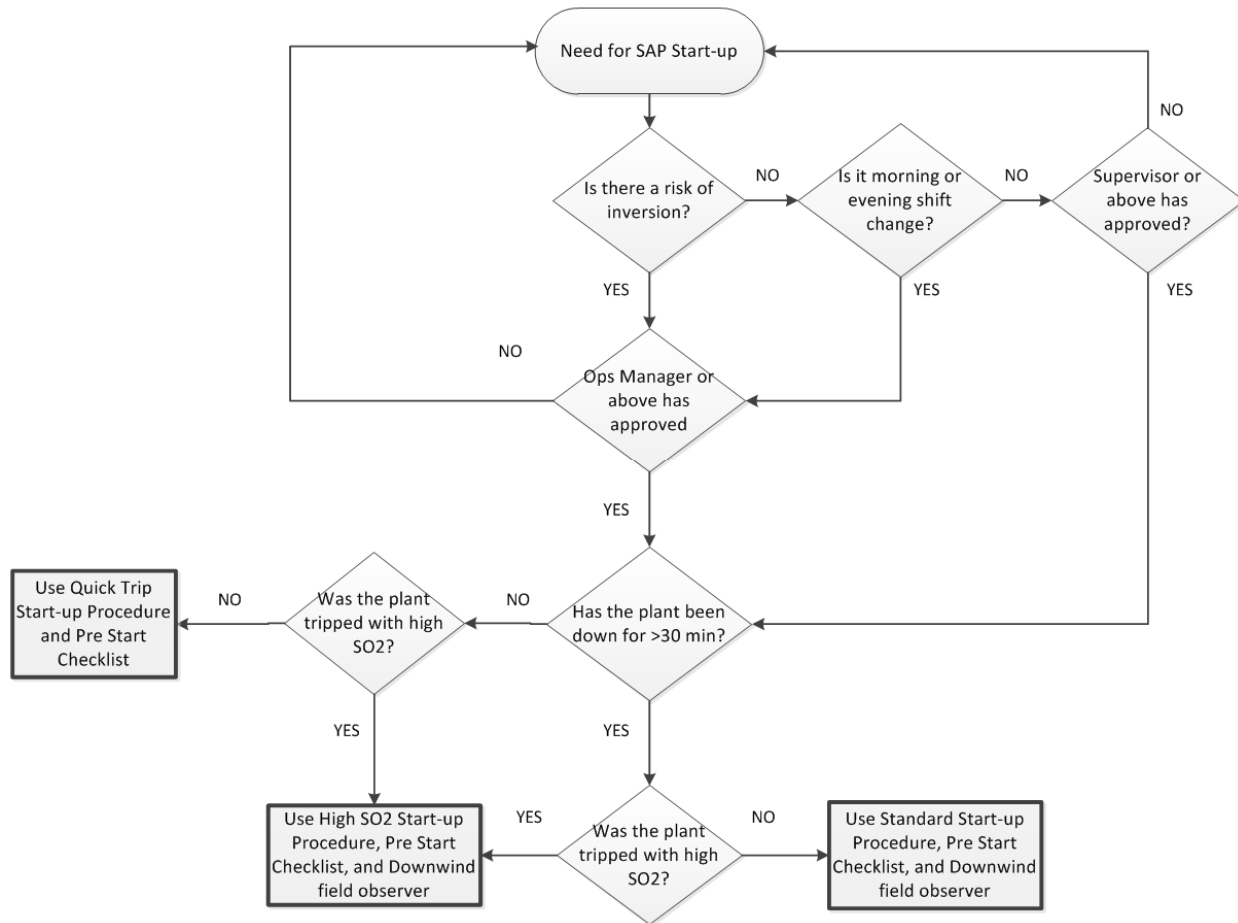 Need for SAP Start-up
NO
Is there a risk of
inversion?
NO
Is it morning or
evening shift
change?
NO
Supervisor or
above has
approved?
YES
YES
YES
NO
Ops Manager or
above has
approved
YES
Use Quick Trip
Start-up Procedure
and Pre Start
Checklist
NO
Was the plant
tripped with high
SO2?
NO
Has the plant been
down for >30 min?
YES
YES
Use High SO2 Start-up
Procedure, Pre Start
Checklist, and Downwind
field observer
YES
Was the plant
tripped with high
SO2?
NO
Use Standard Start-up
Procedure, Pre Start
Checklist, and Downwind
field observer